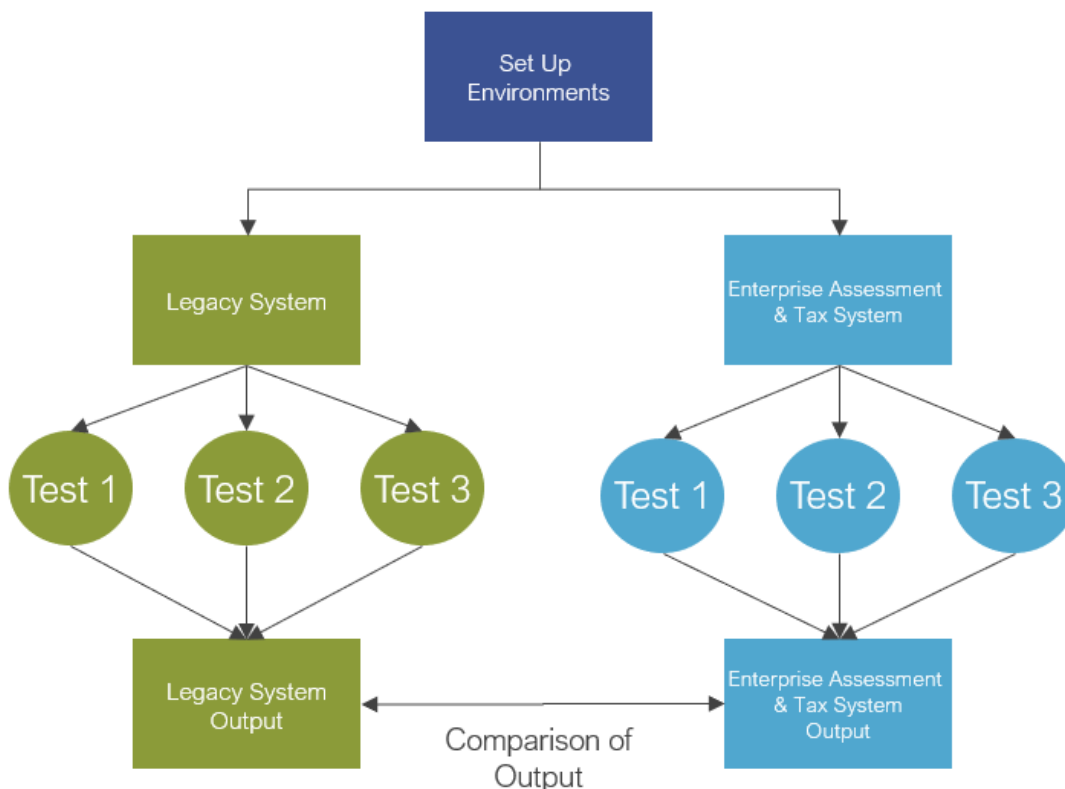 Set Up
Environments
Legacy System
Enterprise Assessment
& Tax System
Test 1
Test 2
Test 3
Test 1
Test 2
Test 3
Legacy System
Output
Enterprise Assessment
& Tax System
Output
Comparison of
Output